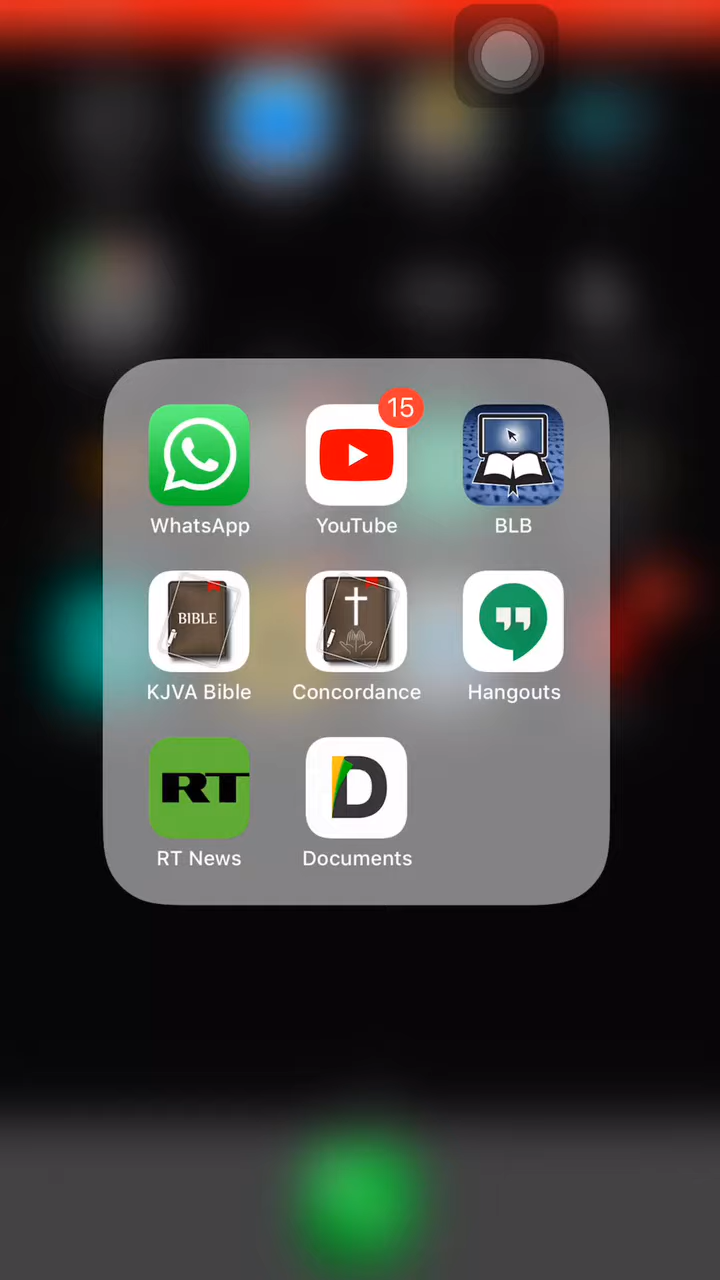 15
WhatsApp
YouTube
BLB
BIBLE
KJVA Bible
Concordance
Hangouts
RT
RT News
D
Documents